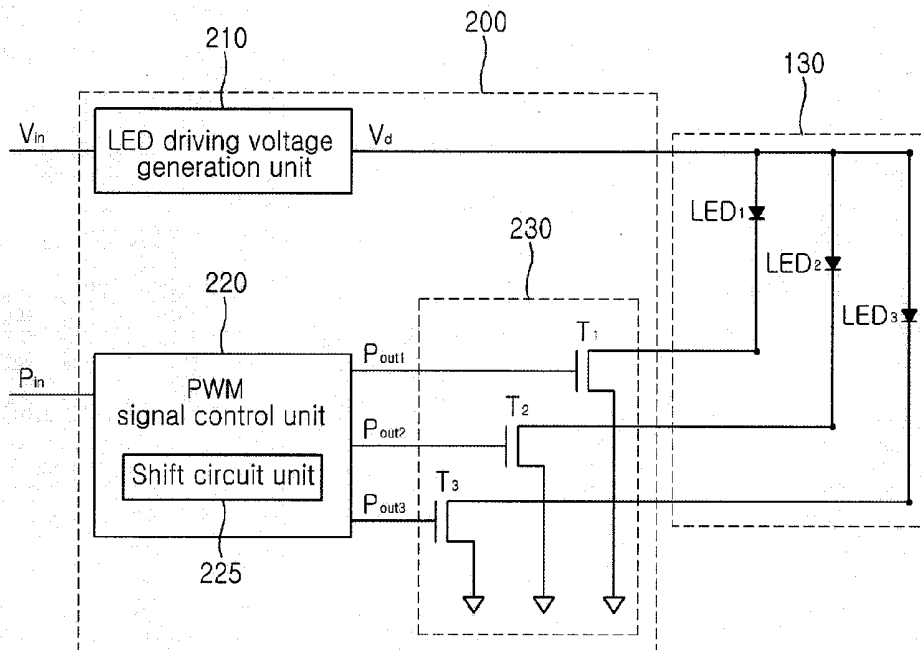 200
210
130
Vin
LED driving voltage
generation unit
Vd
LED1
230
LED2
220
LED3
T1
Pin
PWM
signal control unit
Pout1
T2
Pout2
Shift circuit unit
T3
Pout3
225